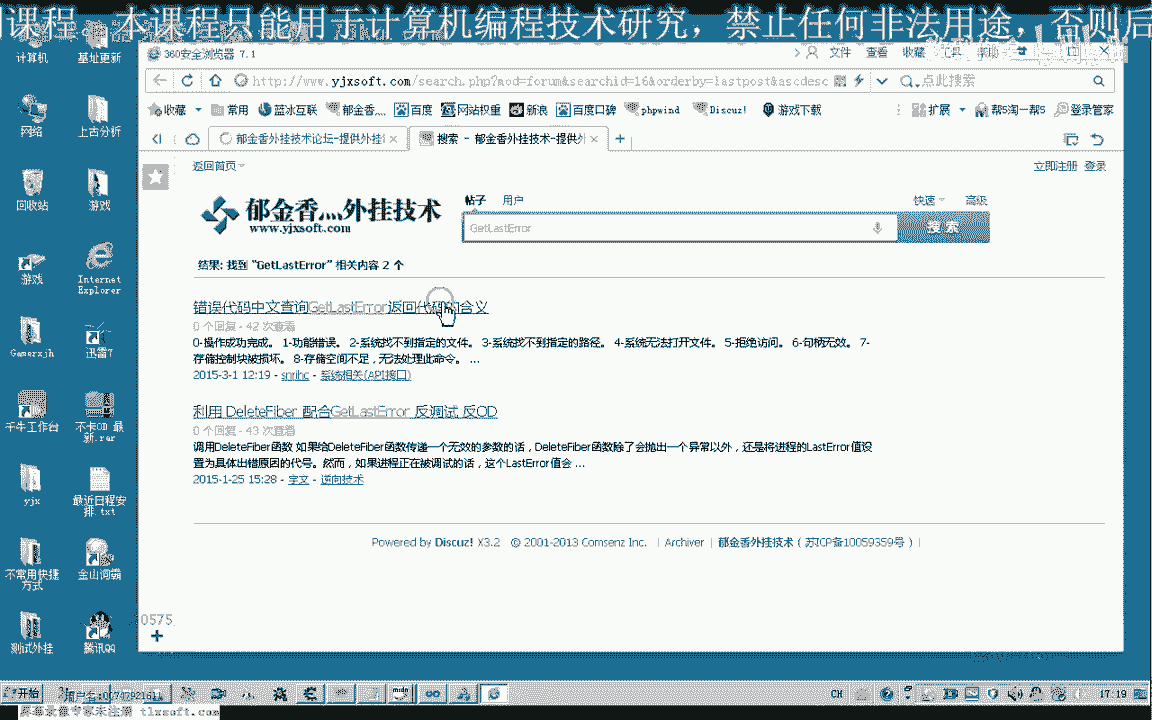 课程，本课程只能用于计算机编程技术研究，禁止任何非法用途，否则后
计算机 基址更新
360安全浏览器 7.1
文件 查看 收藏 工具 帮助
http://www.yjxsoft.com/search.php?mod=forum&searchid=16&orderby=lastpost&ascdesc
点此搜索
收藏 常用 蓝冰互联 郁金香... 百度 网站权重 新浪 百度口碑 phpwind Discuz! 游戏下载
扩展 帮5淘一帮5 登录管家
网络 上古分析
郁金香外挂技术论坛-提供外挂
搜索 - 郁金香外挂技术-提供外
返回首页
立即注册 登录
回收站 游戏
郁金香灬外挂技术
www.yjxsoft.com
帖子 用户
快速 高级
GetLastError
搜索
游戏 Internet Explorer
结果: 找到 “GetLastError” 相关内容 2 个
错误代码中文查询GetLastError返回代码的含义
0 个回复 - 42 次查看
0-操作成功完成。 1-功能错误。 2-系统找不到指定的文件。 3-系统找不到指定的路径。 4-系统无法打开文件。 5-拒绝访问。 6-句柄无效。 7-
存储控制块被损坏。 8-存储空间不足，无法处理此命令。 ...
2015-3-1 12:19 - snrihc - 系统相关(API接口)
Gamerxjh 迅雷7
利用 DeleteFiber 配合GetLastError 反调试 反OD
0 个回复 - 43 次查看
调用DeleteFiber函数 如果给DeleteFiber函数传递一个无效的参数的话，DeleteFiber函数除了会抛出一个异常以外，还是将进程的LastError值设
置为具体出错原因的代号。然而，如果进程正在被调试的话，这个LastError值会 ...
2015-1-25 15:28 - 宇文 - 逆向技术
千牛工作台 不卡OD 最新.rar
yjx 最近日程安排.txt
Powered by Discuz! X3.2 © 2001-2013 Comsenz Inc. | Archiver | 郁金香外挂技术 ( 苏ICP备10059359号 ) |
不常用快捷方式 金山词霸
0575
测试外挂 腾讯QQ
开始
CH
17:19
屏幕录像专家未注册 tlxsoft.com